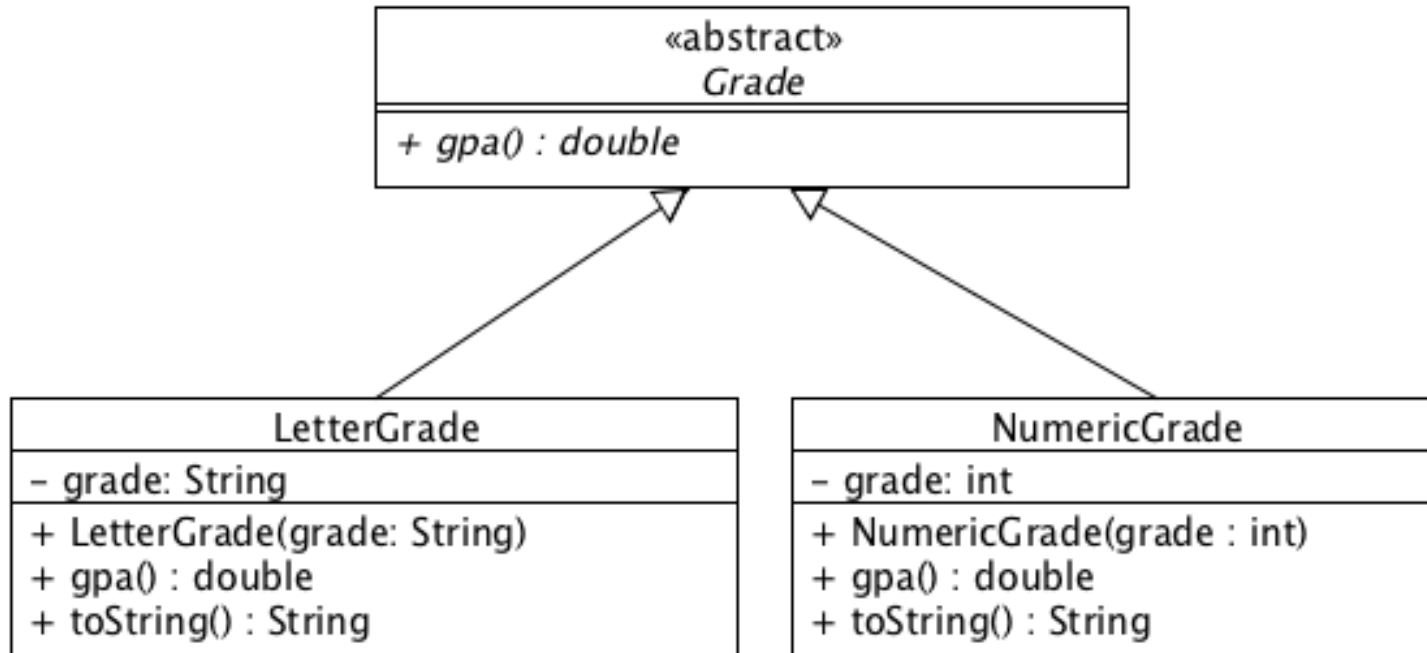 «abstract»
Grade
+ gpa() : double
LetterGrade
– grade: String
+ LetterGrade(grade: String)
+ gpa() : double
+ toString() : String
NumericGrade
– grade: int
+ NumericGrade(grade : int)
+ gpa() : double
+ toString() : String